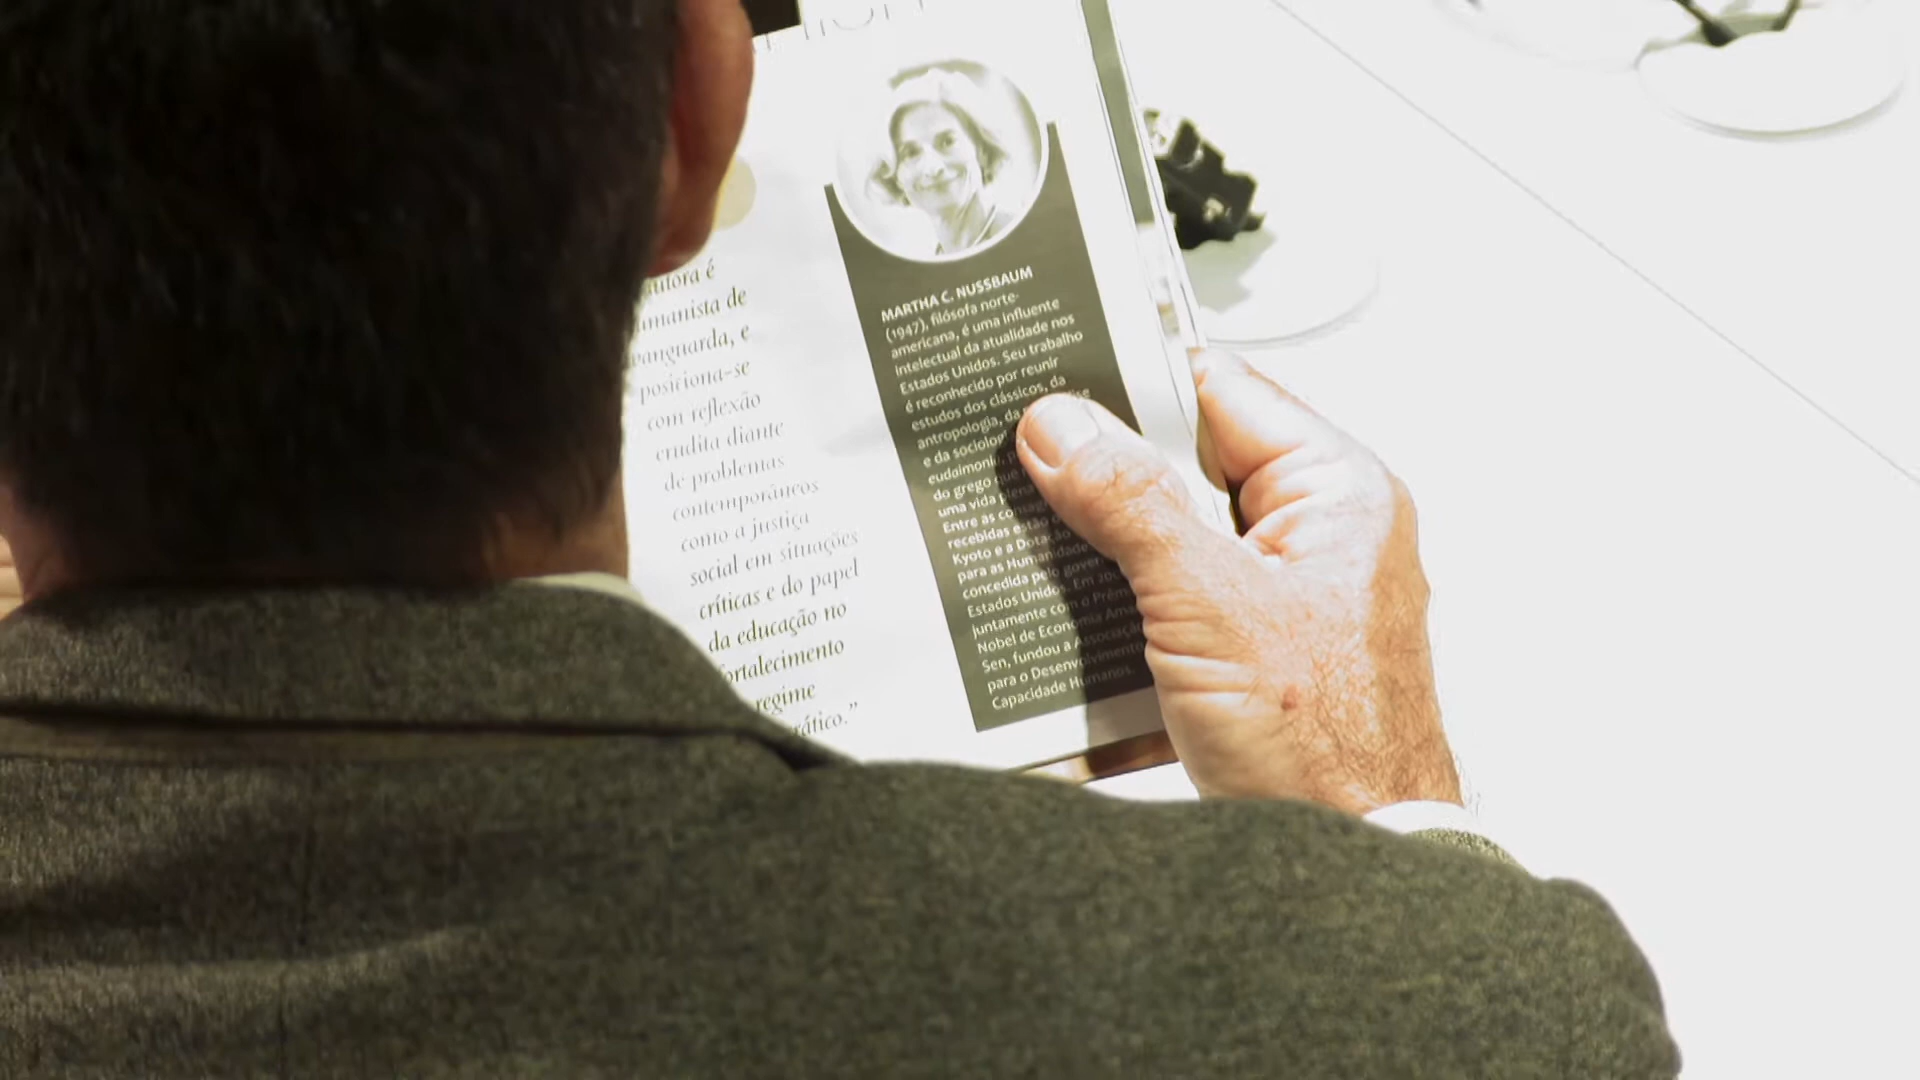 autora é
humanista de
vanguarda, e
posiciona-se
com reflexão
erudita diante
de problemas
contemporâneos
como a justiça
social em situações
críticas e do papel
da educação no
fortalecimento
regime
MARTHA C. NUSSBAUM
(1947), filósofa norte-
americana, é uma influente
intelectual da atualidade nos
Estados Unidos. Seu trabalho
é reconhecido por reunir
estudos dos clássicos, da
antropologia, da
e da
do grego que
uma vida plena
Entre as
recebidas estão
Kyoto e a Dotação
para as Humanidade
concedida pelo
Estados Unidos. Em
juntamente com o
Nobel de Economia
Sen, fundou a Associação
para o Desenvolvimento
Capacidade Humanos.